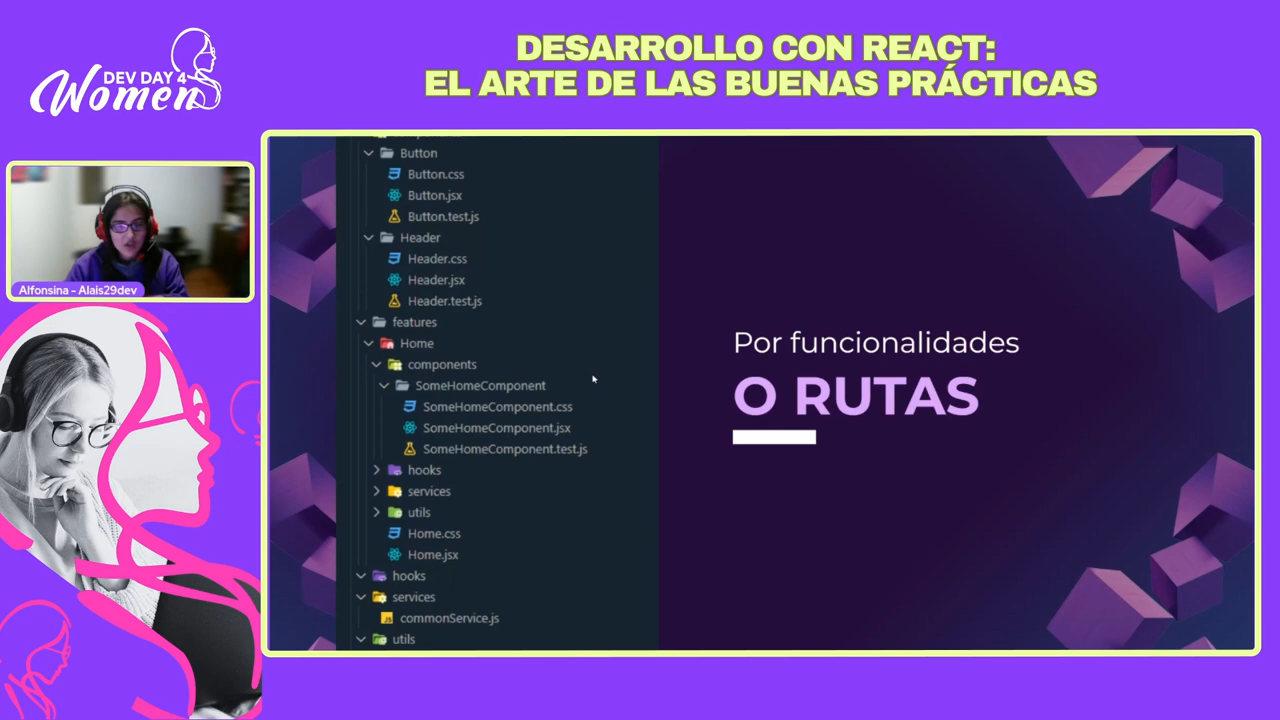 DEV DAY 4
Women
DESARROLLO CON REACT:
EL ARTE DE LAS BUENAS PRÁCTICAS
Alfonsina - Alais29dev
Button
Button.css
Button.jsx
Button.test.js
Header
Header.css
Header.jsx
Header.test.js
features
Home
components
SomeHomeComponent
SomeHomeComponent.css
SomeHomeComponent.jsx
SomeHomeComponent.test.js
hooks
services
utils
Home.css
Home.jsx
hooks
services
JS commonService.js
utils
Por funcionalidades
O RUTAS